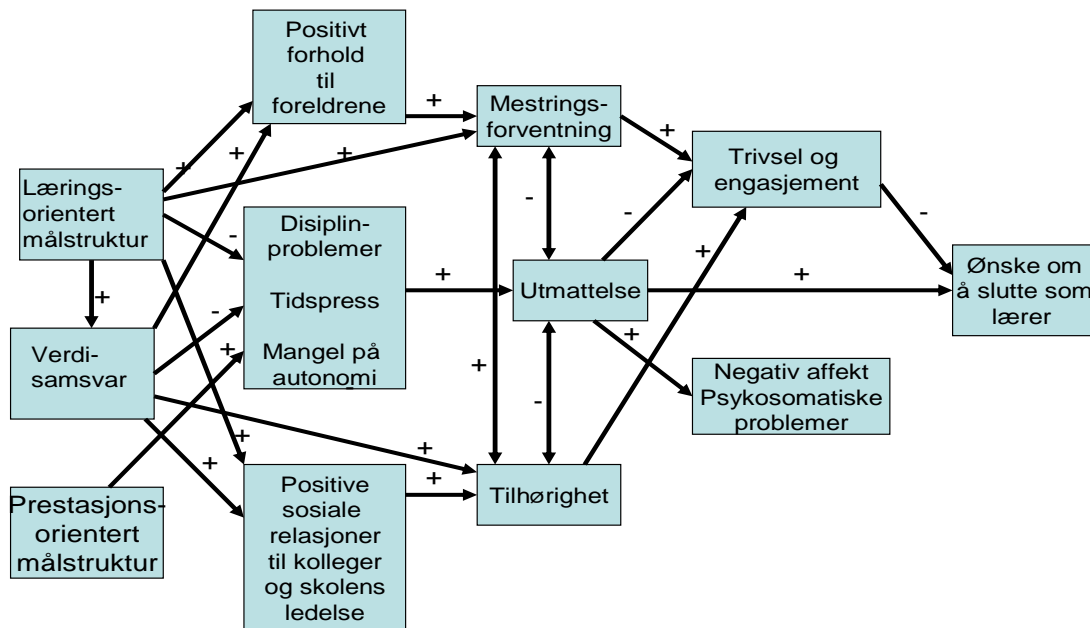 Positivt
forhold
til
foreldrene
+
Mestrings-
forventning
+
+
+
+
Trivsel og
engasjement
Lærings-
orientert
målstruktur
-
Disiplin-
problemer
Tidspress
Mangel på
autonomi
-
-
-
+
+
Utmattelse
+
-
Ønske om
å slutte som
lærer
+
Verdi-
samsvar
-
+
+
+
-
Negativ affekt
Psykosomatiske
problemer
+
+
+
Prestasjons-
orientert
målstruktur
Positive
sosiale
relasjoner
til kolleger
og skolens
ledelse
+
Tilhørighet